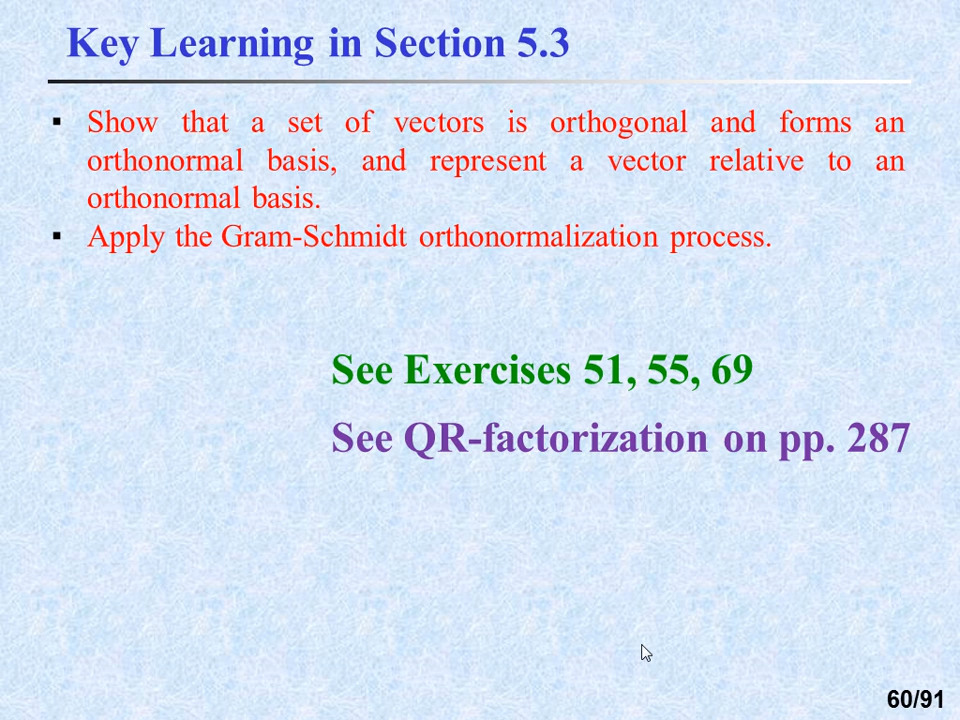 Key Learning in Section 5.3
▪ Show that a set of vectors is orthogonal and forms an
orthonormal basis, and represent a vector relative to an
orthonormal basis.
▪ Apply the Gram-Schmidt orthonormalization process.
See Exercises 51, 55, 69
See QR-factorization on pp. 287
60/91